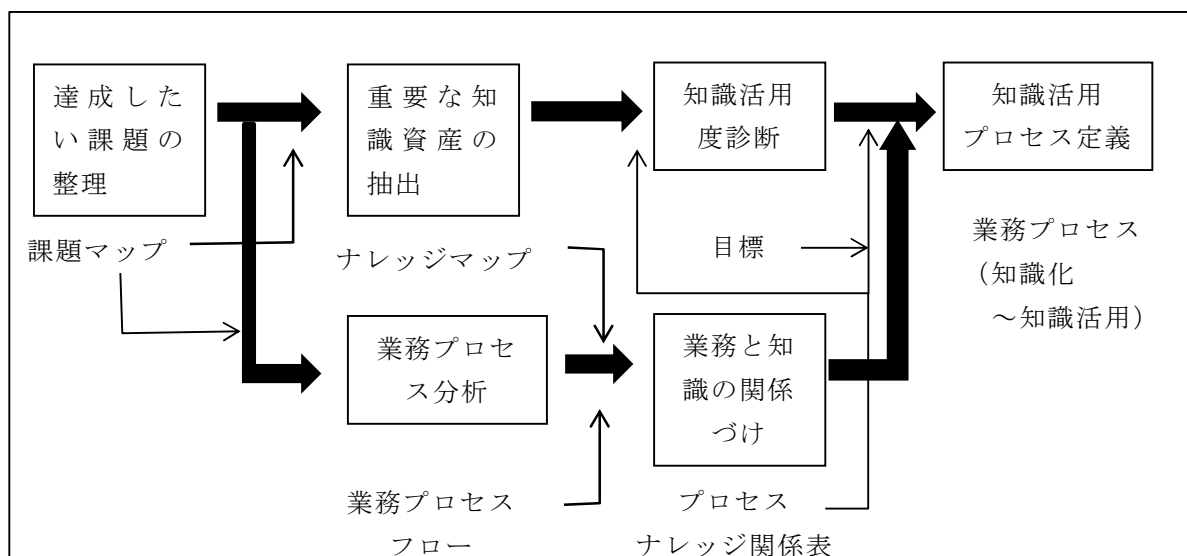 達成した
い課題の
整理
重要な知
識資産の
抽出
知識活用
度診断
知識活用
プロセス定義
課題マップ
ナレッジマップ
目標
業務プロセス
（知識化
～知識活用）
業務プロセ
ス分析
業務と知
識の関係
づけ
業務プロセス
フロー
プロセス
ナレッジ関係表